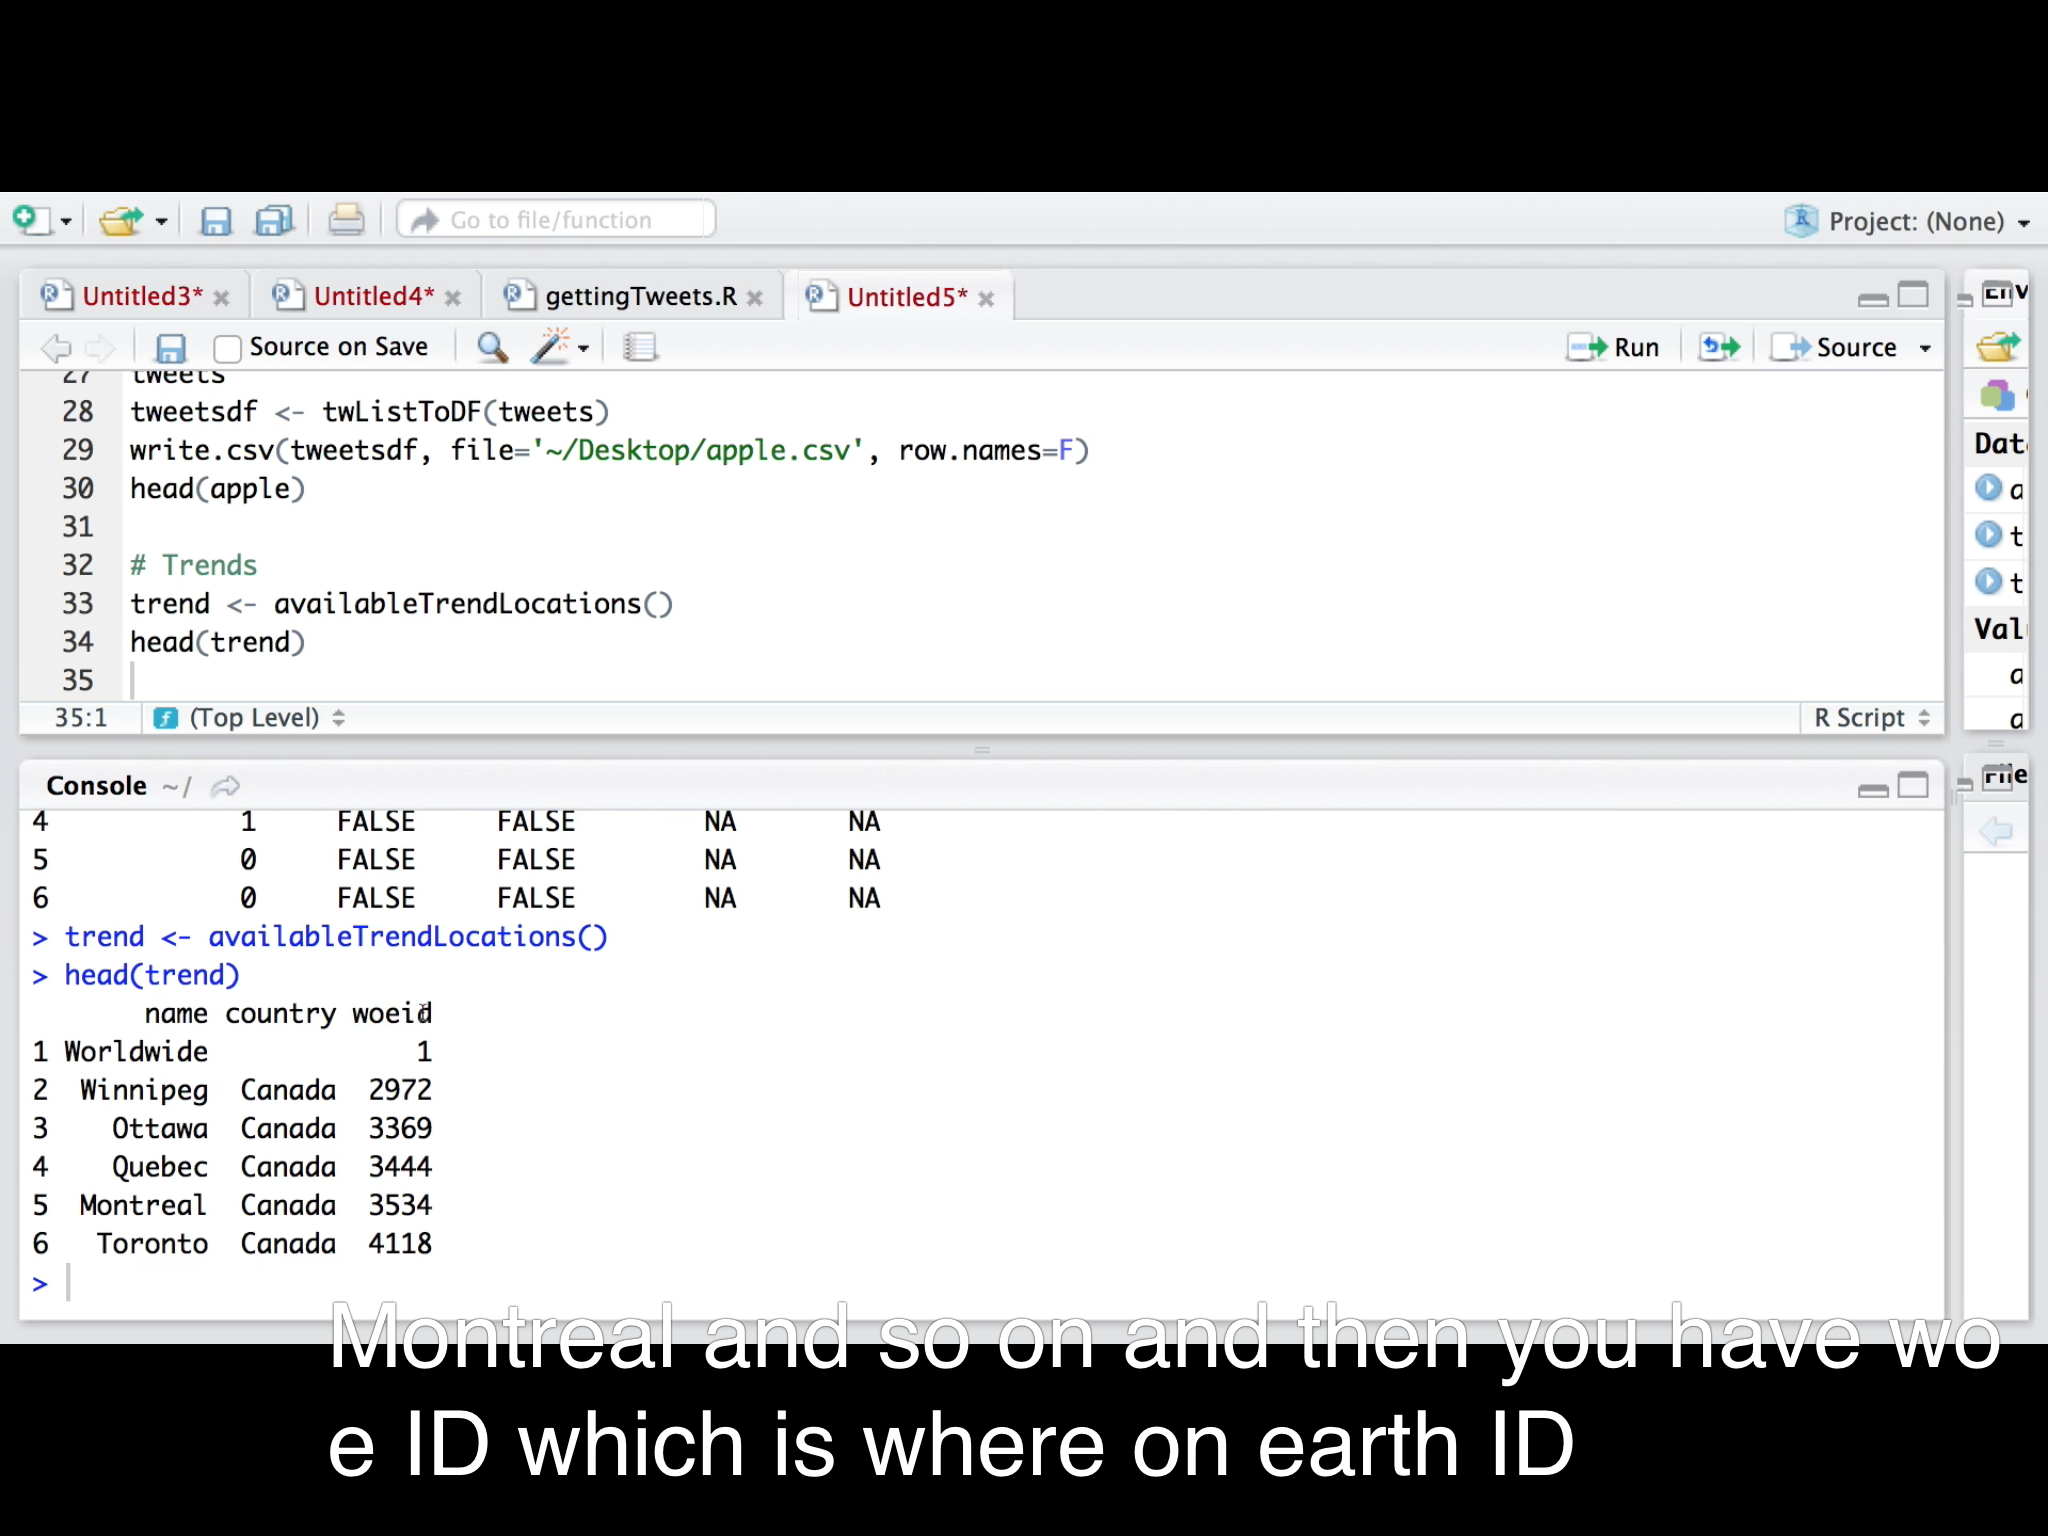 Go to file/function
Project: (None)
Untitled3* Untitled4* gettingTweets.R Untitled5*
Source on Save Run Source
27 tweets
28 tweetsdf <- twListToDF(tweets)
29 write.csv(tweetsdf, file='~/Desktop/apple.csv', row.names=F)
30 head(apple)
31
32 # Trends
33 trend <- availableTrendLocations()
34 head(trend)
35
35:1 (Top Level) R Script
Console ~/
4 1 FALSE FALSE NA NA
5 0 FALSE FALSE NA NA
6 0 FALSE FALSE NA NA
> trend <- availableTrendLocations()
> head(trend)
name country woeid
1 Worldwide 1
2 Winnipeg Canada 2972
3 Ottawa Canada 3369
4 Quebec Canada 3444
5 Montreal Canada 3534
6 Toronto Canada 4118
>
Montreal and so on and then you have wo
e ID which is where on earth ID